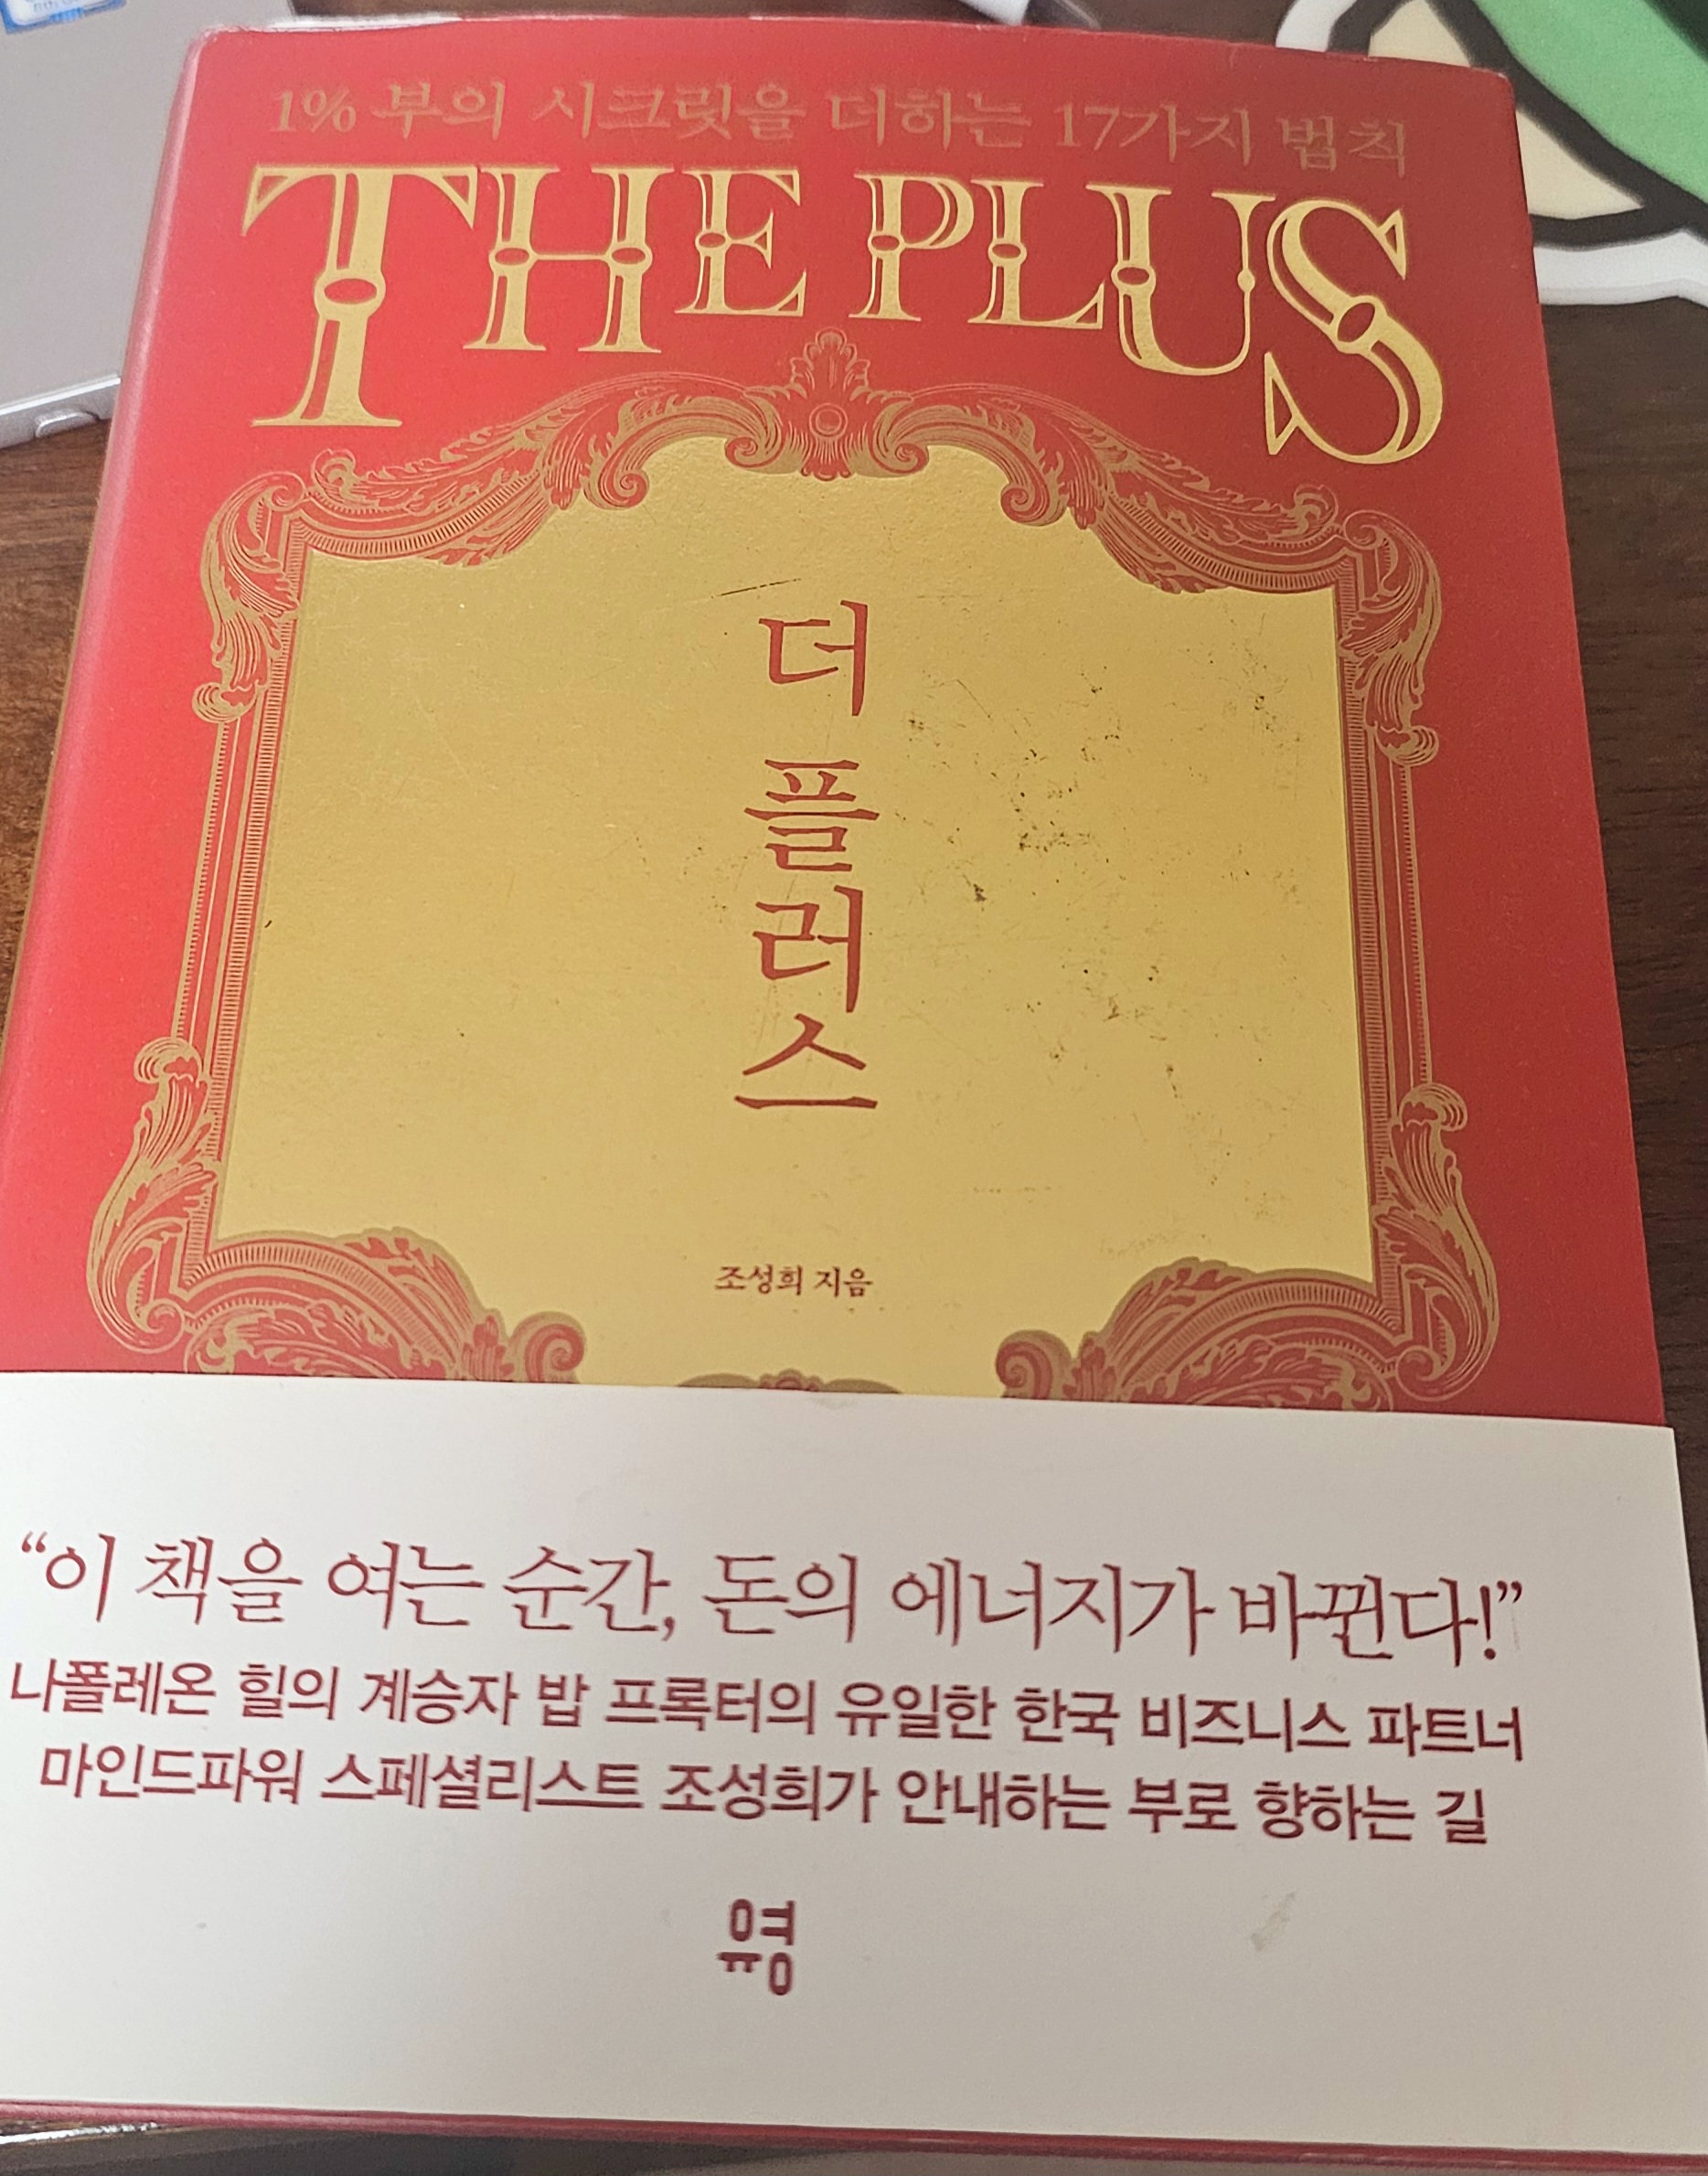 1% 부의 시크릿을 더하는 17가지 법칙
THE PLUS
더 플러스
조성희 지음
“이 책을 여는 순간, 돈의 에너지가 바뀐다!”
나폴레온 힐의 계승자 밥 프록터의 유일한 한국 비즈니스 파트너
마인드파워 스페셜리스트 조성희가 안내하는 부로 향하는 길
유영